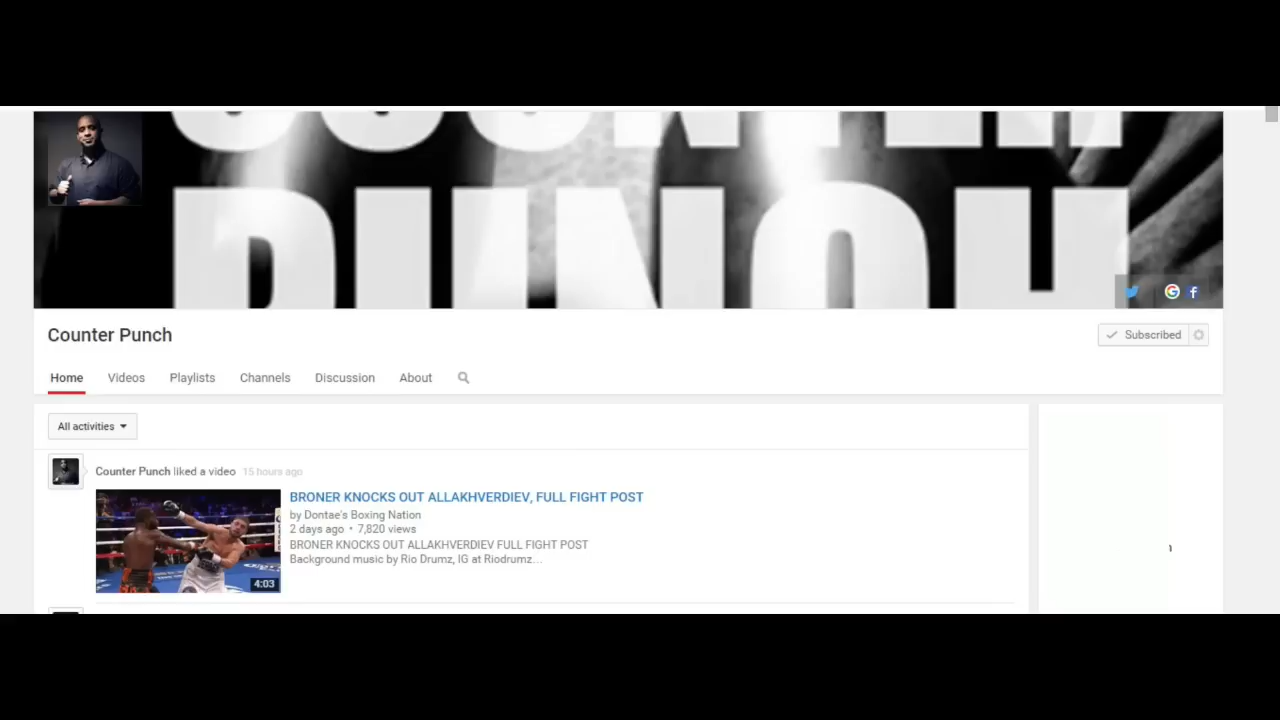 COUNTER
PUNCH
Counter Punch
Subscribed
Home Videos Playlists Channels Discussion About
All activities
Counter Punch liked a video 15 hours ago
BRONER KNOCKS OUT ALLAKHVERDIEV, FULL FIGHT POST
by Dontae's Boxing Nation
2 days ago • 7,820 views
BRONER KNOCKS OUT ALLAKHVERDIEV FULL FIGHT POST
Background music by Rio Drumz, IG at Riodrumz...
4:03